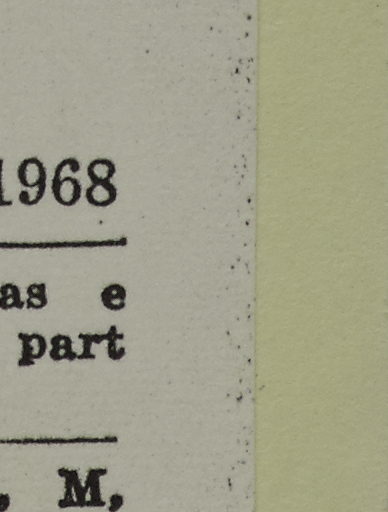 1968
as e
part
, M,